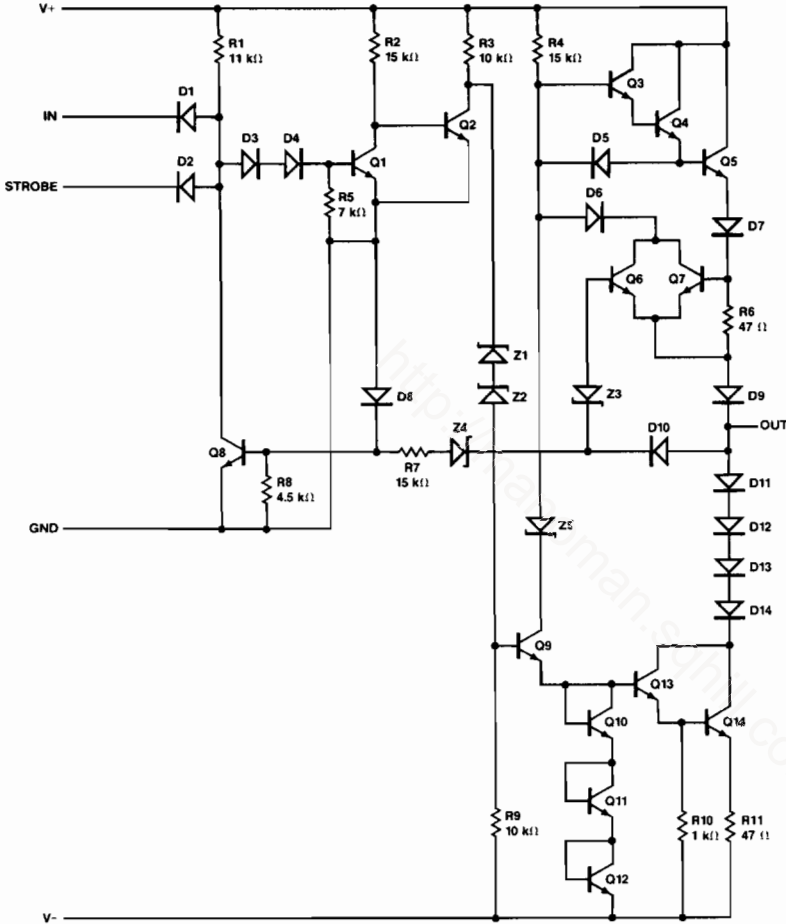 V+
R1
11 kΩ
R2
15 kΩ
R3
10 kΩ
R4
15 kΩ
Q3
D1
IN
Q4
Q2
D3
D4
D5
D2
Q1
Q5
STROBE
R5
7 kΩ
D6
D7
Q6
Q7
R6
47 Ω
Z1
D8
Z2
Z3
D9
OUT
Z4
D10
Q8
R7
15 kΩ
R8
4.5 kΩ
D11
GND
Z5
D12
D13
D14
Q9
Q13
Q10
Q14
Q11
R9
10 kΩ
R10
1 kΩ
R11
47 Ω
Q12
V-